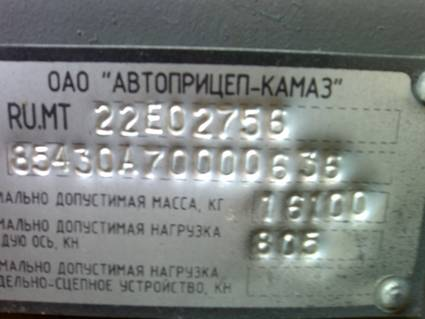 ОАО "АВТОПРИЦЕП-КАМАЗ"
RU.MT 22E02756
85430A70000636
МАЛЬНО ДОПУСТИМАЯ МАССА, КГ 16100
МАЛЬНО ДОПУСТИМАЯ НАГРУЗКА
ДУЮ ОСЬ, КН 805
МАЛЬНО ДОПУСТИМАЯ НАГРУЗКА
ДЕЛЬНО-СЦЕПНОЕ УСТРОЙСТВО, КН